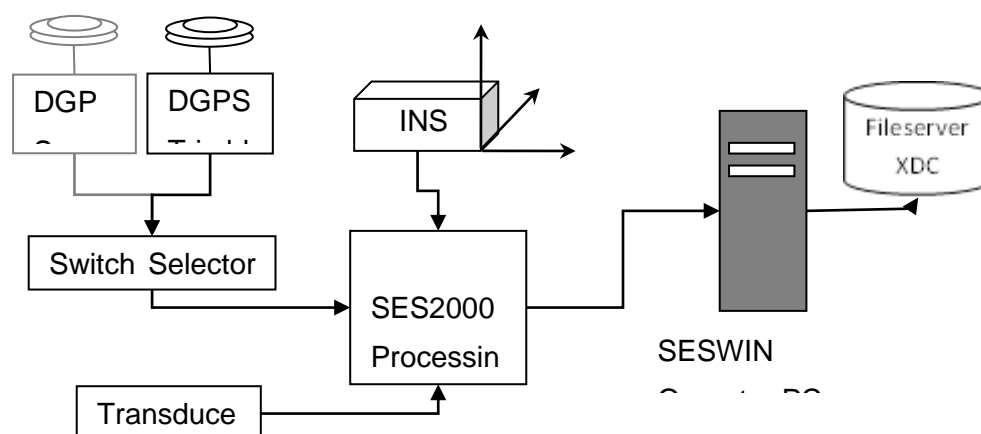 DGP
DGPS
INS
Fileserver
XDC
Switch Selector
SES2000
Processin
SESWIN
Transduce